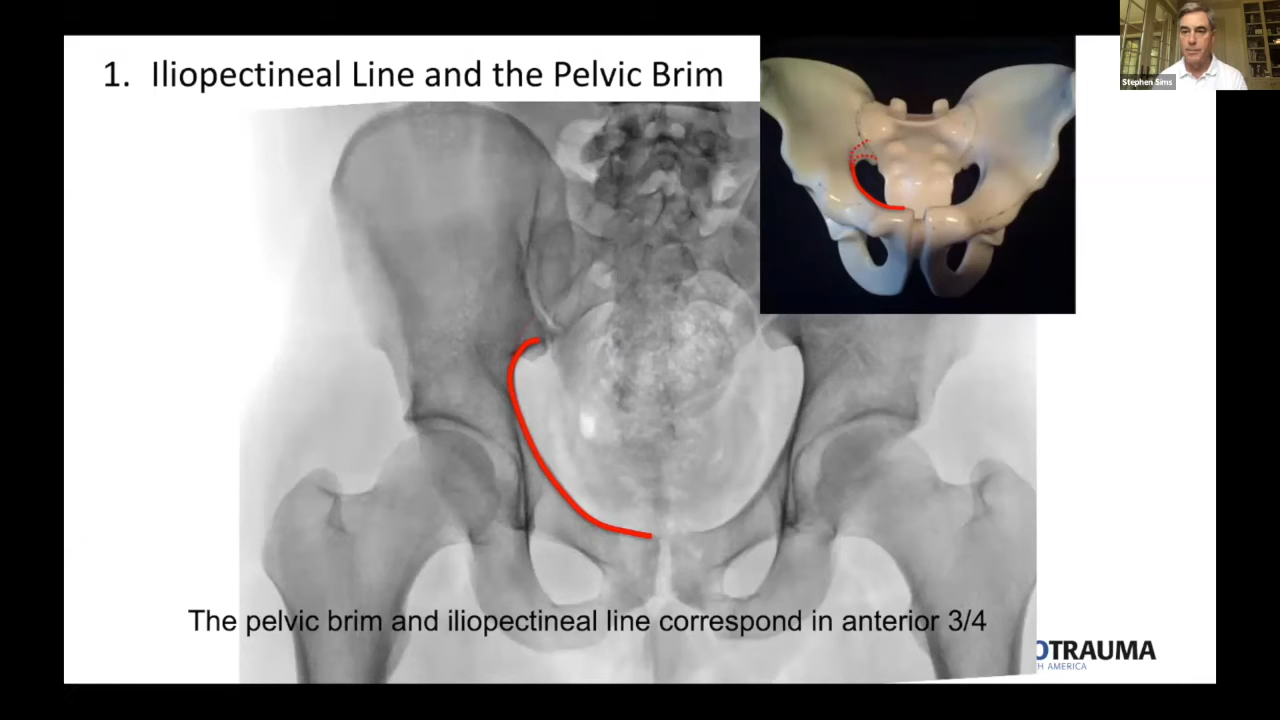 1. Iliopectineal Line and the Pelvic Brim
Stephen Sims
The pelvic brim and iliopectineal line correspond in anterior 3/4
OTRAUMA
H AMERICA